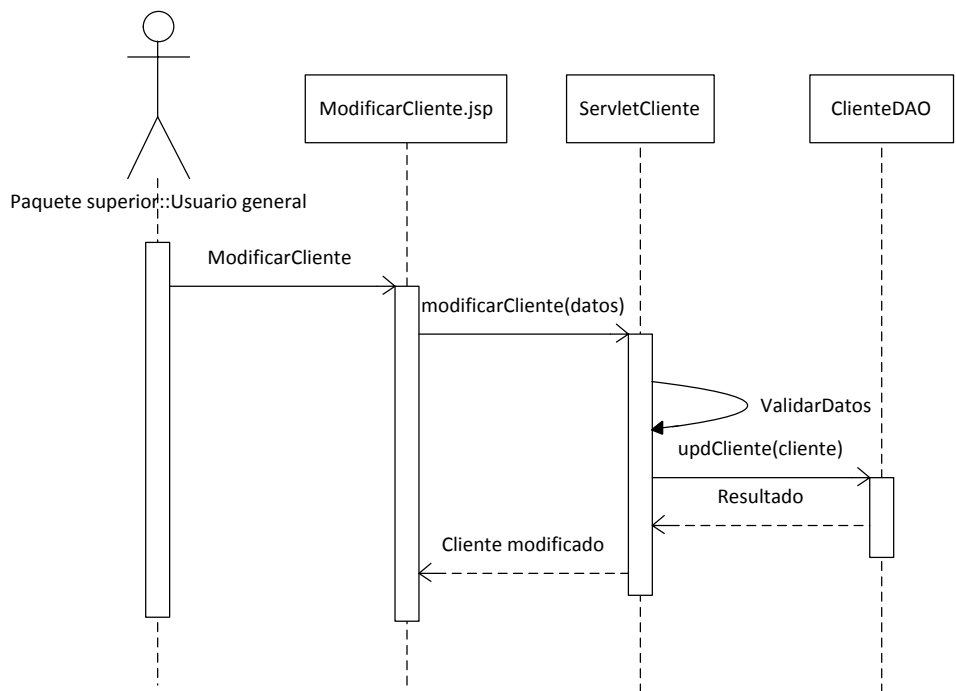 ModificarCliente.jsp
ServletCliente
ClienteDAO
Paquete superior::Usuario general
ModificarCliente
modificarCliente(datos)
ValidarDatos
updCliente(cliente)
Resultado
Cliente modificado